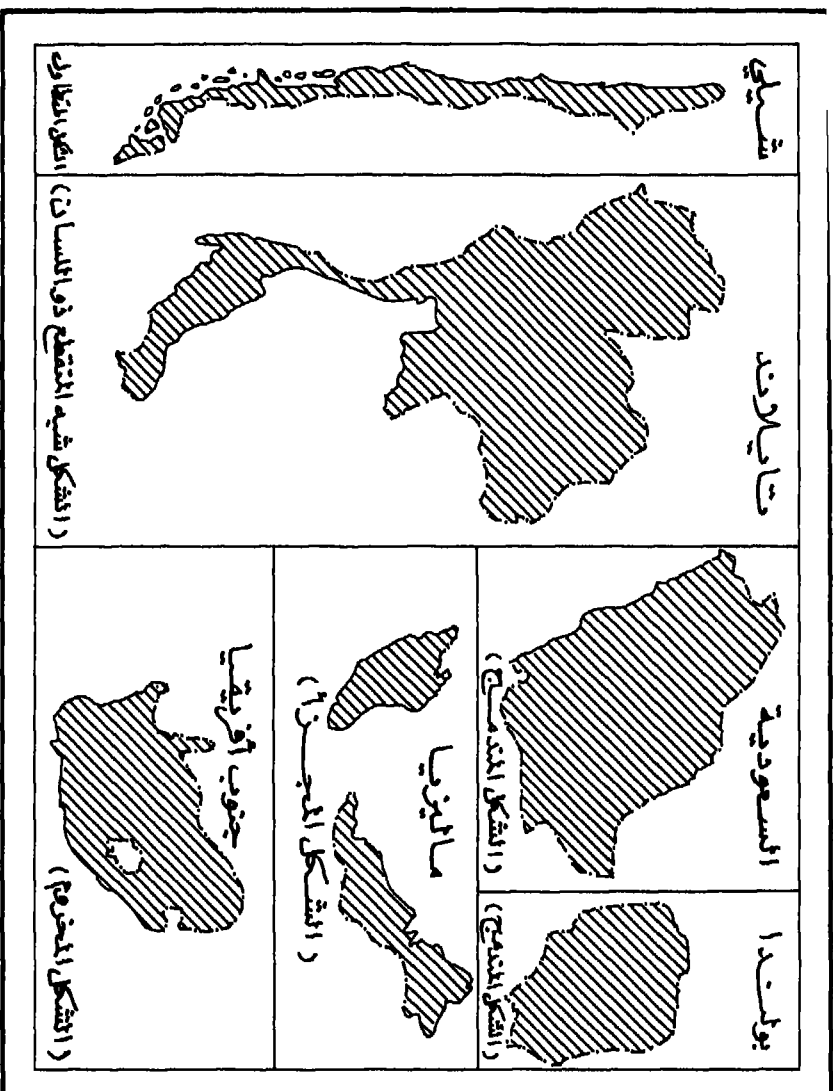 شيلي
الشكل المتطاول
تايلاند
(الشكل شبه المتقطع ذو اللسان)
السعودية
(الشكل المندمج)
بولندا
(الشكل المندمج)
ماليزيا
(الشكل المجزأ)
جنوب أفريقيا
(الشكل المخرم)